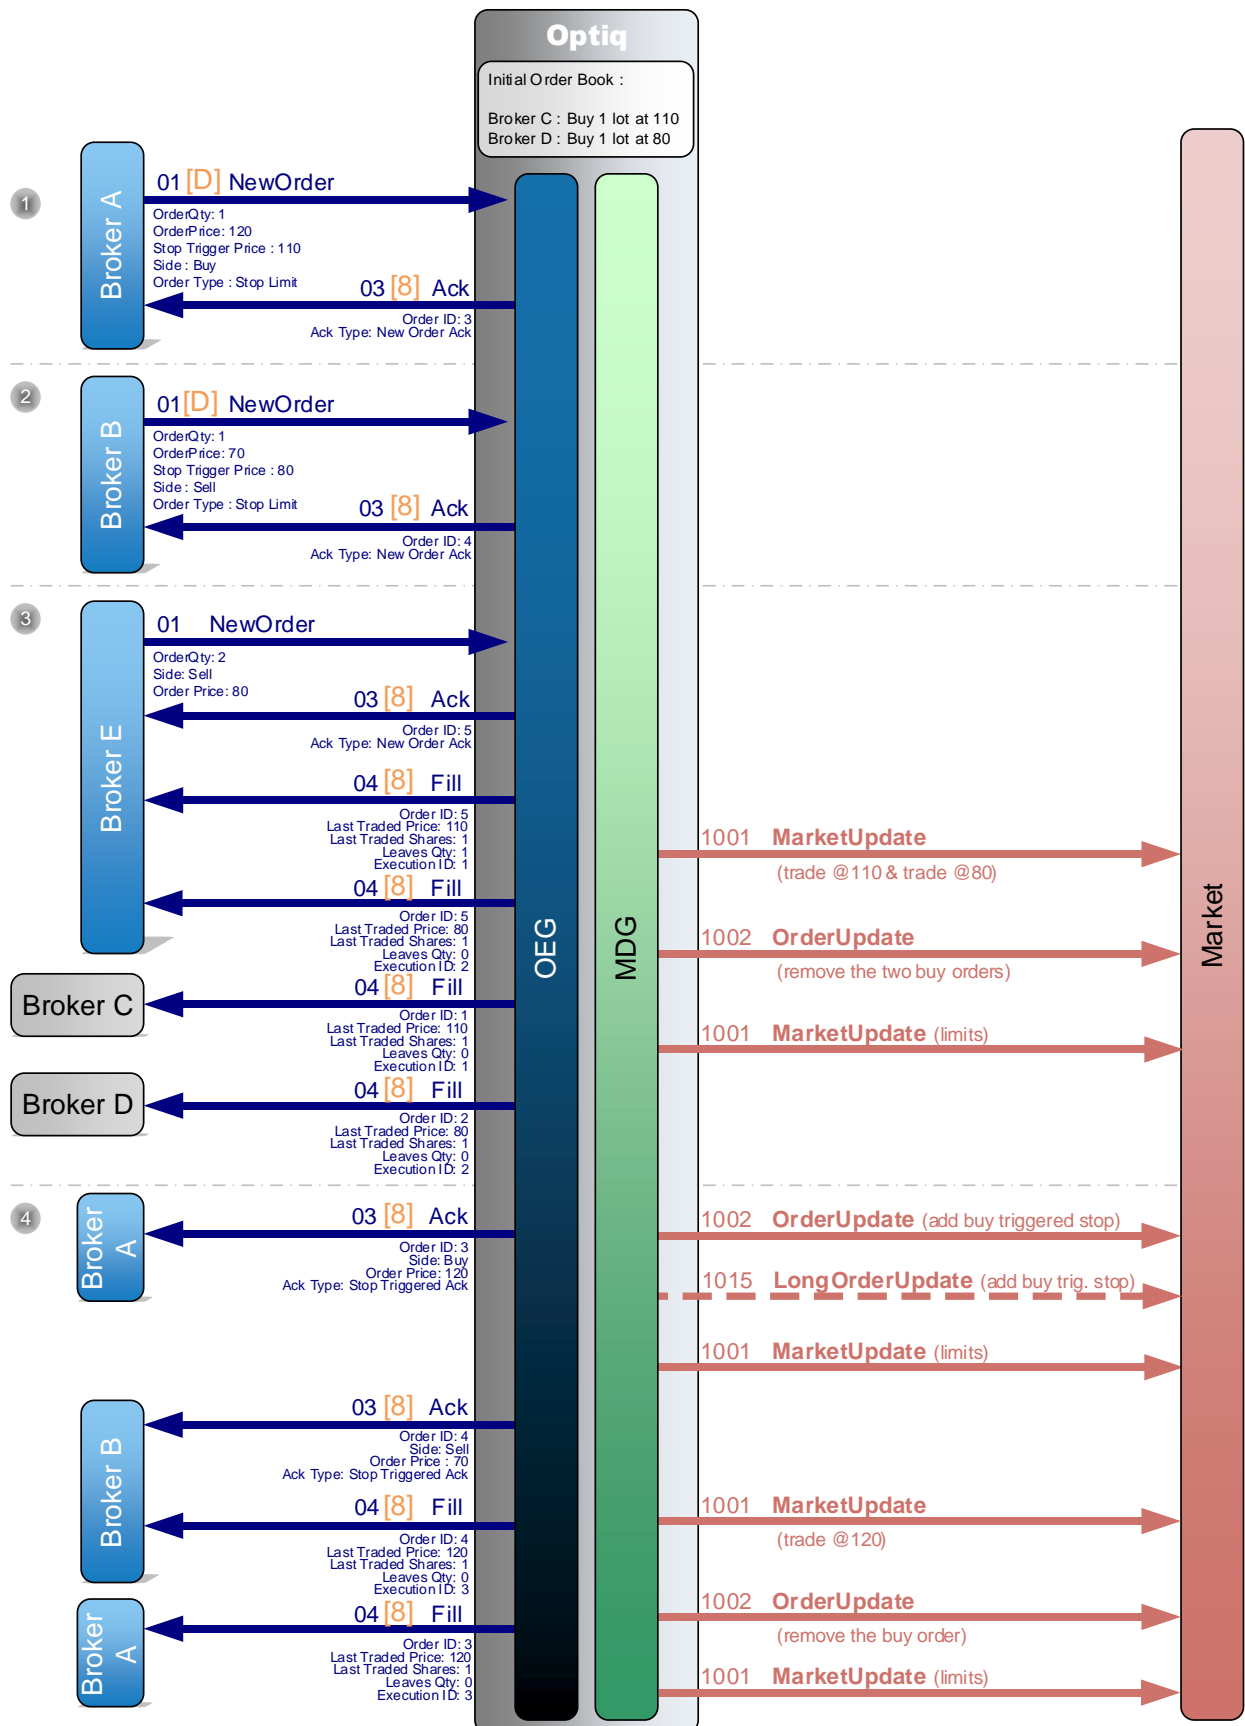 Optiq
Initial Order Book :
Broker C : Buy 1 lot at 110
Broker D : Buy 1 lot at 80
OEG
MDG
Market
1
Broker A
01 [D] NewOrder
OrderQty: 1
OrderPrice: 120
Stop Trigger Price : 110
Side : Buy
Order Type : Stop Limit
03 [8] Ack
Order ID: 3
Ack Type: New Order Ack
2
Broker B
01 [D] NewOrder
OrderQty: 1
OrderPrice: 70
Stop Trigger Price : 80
Side : Sell
Order Type : Stop Limit
03 [8] Ack
Order ID: 4
Ack Type: New Order Ack
3
Broker E
01 NewOrder
OrderQty: 2
Side: Sell
Order Price: 80
03 [8] Ack
Order ID: 5
Ack Type: New Order Ack
04 [8] Fill
Order ID: 5
Last Traded Price: 110
Last Traded Shares: 1
Leaves Qty: 1
Execution ID: 1
1001 MarketUpdate
(trade @110 & trade @80)
04 [8] Fill
Order ID: 5
Last Traded Price: 80
Last Traded Shares: 1
Leaves Qty: 0
Execution ID: 2
1002 OrderUpdate
(remove the two buy orders)
Broker C
04 [8] Fill
Order ID: 1
Last Traded Price: 110
Last Traded Shares: 1
Leaves Qty: 0
Execution ID: 1
1001 MarketUpdate (limits)
Broker D
04 [8] Fill
Order ID: 2
Last Traded Price: 80
Last Traded Shares: 1
Leaves Qty: 0
Execution ID: 2
4
Broker
A
03 [8] Ack
Order ID: 3
Side: Buy
Order Price: 120
Ack Type: Stop Triggered Ack
1002 OrderUpdate (add buy triggered stop)
1015 LongOrderUpdate (add buy trig. stop)
1001 MarketUpdate (limits)
Broker B
03 [8] Ack
Order ID: 4
Side: Sell
Order Price : 70
Ack Type: Stop Triggered Ack
04 [8] Fill
Order ID: 4
Last Traded Price: 120
Last Traded Shares: 1
Leaves Qty: 0
Execution ID: 3
1001 MarketUpdate
(trade @120)
Broker
A
04 [8] Fill
Order ID: 3
Last Traded Price: 120
Last Traded Shares: 1
Leaves Qty: 0
Execution ID: 3
1002 OrderUpdate
(remove the buy order)
1001 MarketUpdate (limits)